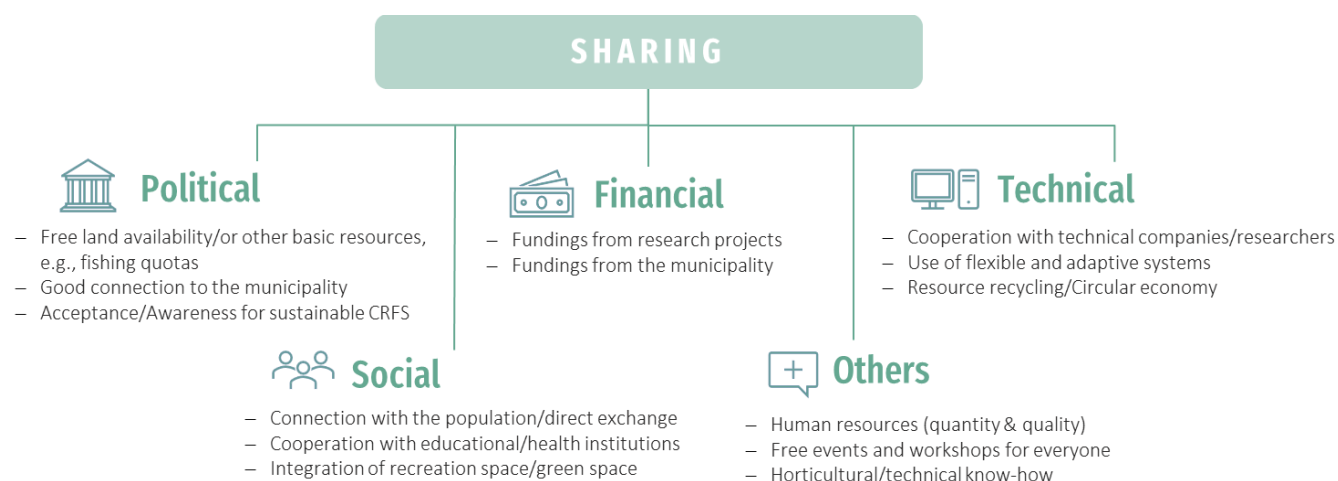 SHARING
Political
– Free land availability/or other basic resources,
e.g., fishing quotas
– Good connection to the municipality
– Acceptance/Awareness for sustainable CRFS
Financial
– Fundings from research projects
– Fundings from the municipality
Technical
– Cooperation with technical companies/researchers
– Use of flexible and adaptive systems
– Resource recycling/Circular economy
Social
– Connection with the population/direct exchange
– Cooperation with educational/health institutions
– Integration of recreation space/green space
Others
– Human resources (quantity & quality)
– Free events and workshops for everyone
– Horticultural/technical know-how